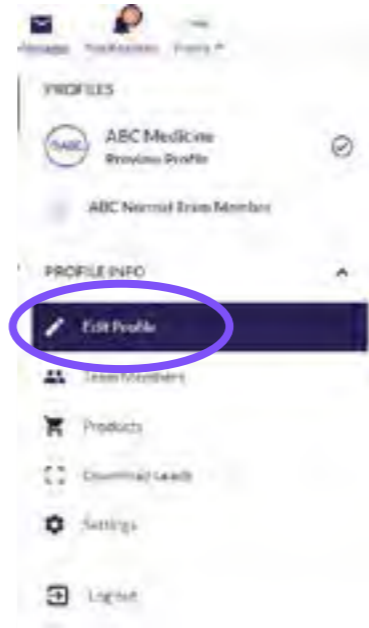 PROFILES
ABC Medicine
Preview Profile
ABC Normal Team Member
PROFILE INFO
Edit Profile
Team Members
Products
Download Leads
Settings
Logout